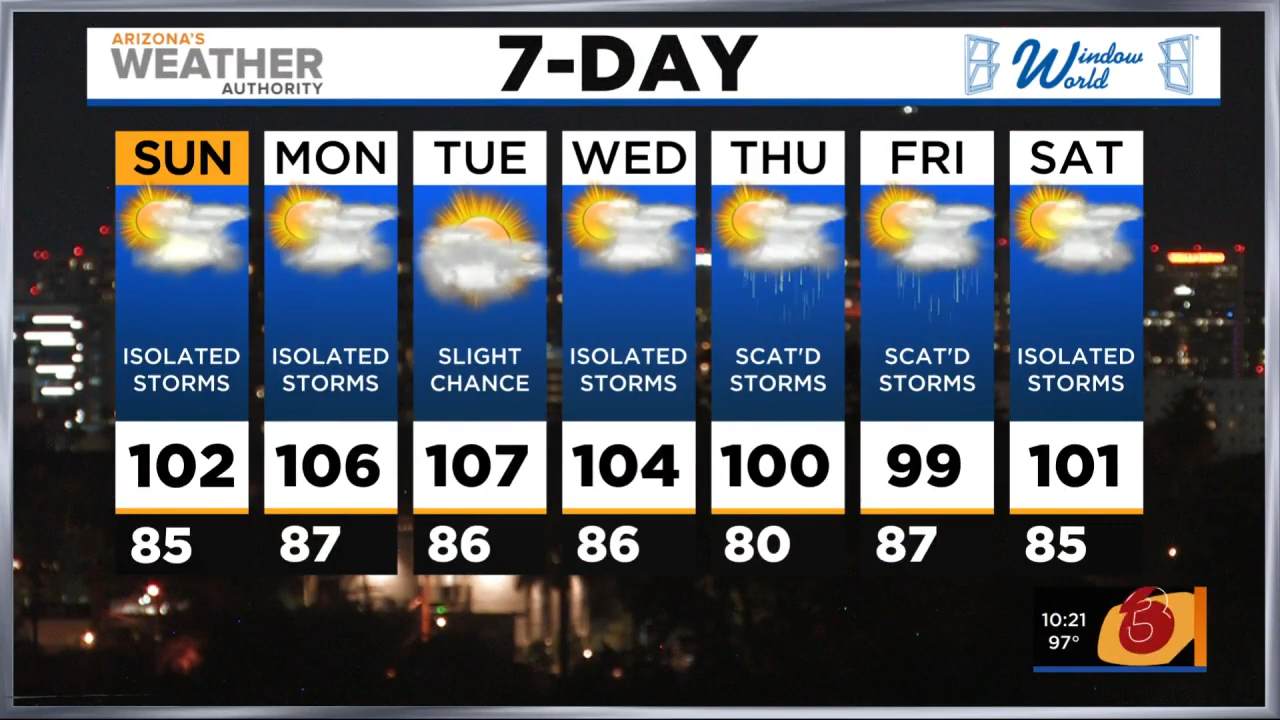 ARIZONA'S
WEATHER
AUTHORITY
7-DAY
Window
World
SUN MON TUE WED THU FRI SAT
ISOLATED ISOLATED SLIGHT ISOLATED SCAT'D SCAT'D ISOLATED
STORMS STORMS CHANCE STORMS STORMS STORMS STORMS
102 106 107 104 100 99 101
85 87 86 86 80 87 85
10:21
97°
3